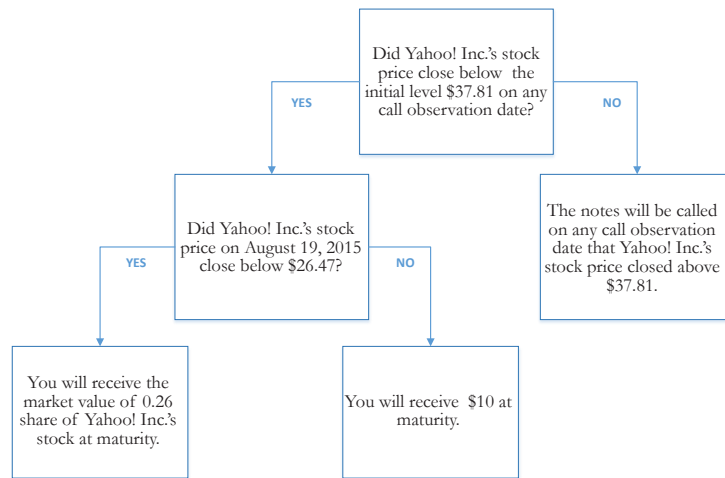 Did Yahoo! Inc.'s stock
price close below the
initial level $37.81 on any
call observation date?
YES
NO
Did Yahoo! Inc.'s stock
price on August 19, 2015
close below $26.47?
The notes will be called
on any call observation
date that Yahoo! Inc.'s
stock price closed above
$37.81.
YES
NO
You will receive the
market value of 0.26
share of Yahoo! Inc.'s
stock at maturity.
You will receive $10 at
maturity.